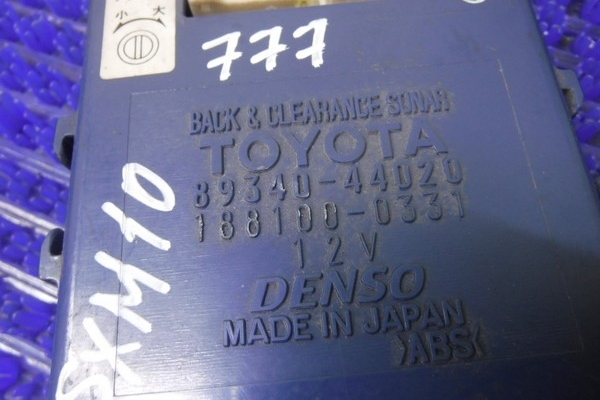 小 大
777
BACK & CLEARANCE SONAR
TOYOTA
89340-44020
188100-0331
12V
DENSO
MADE IN JAPAN
>ABS<
SXM10